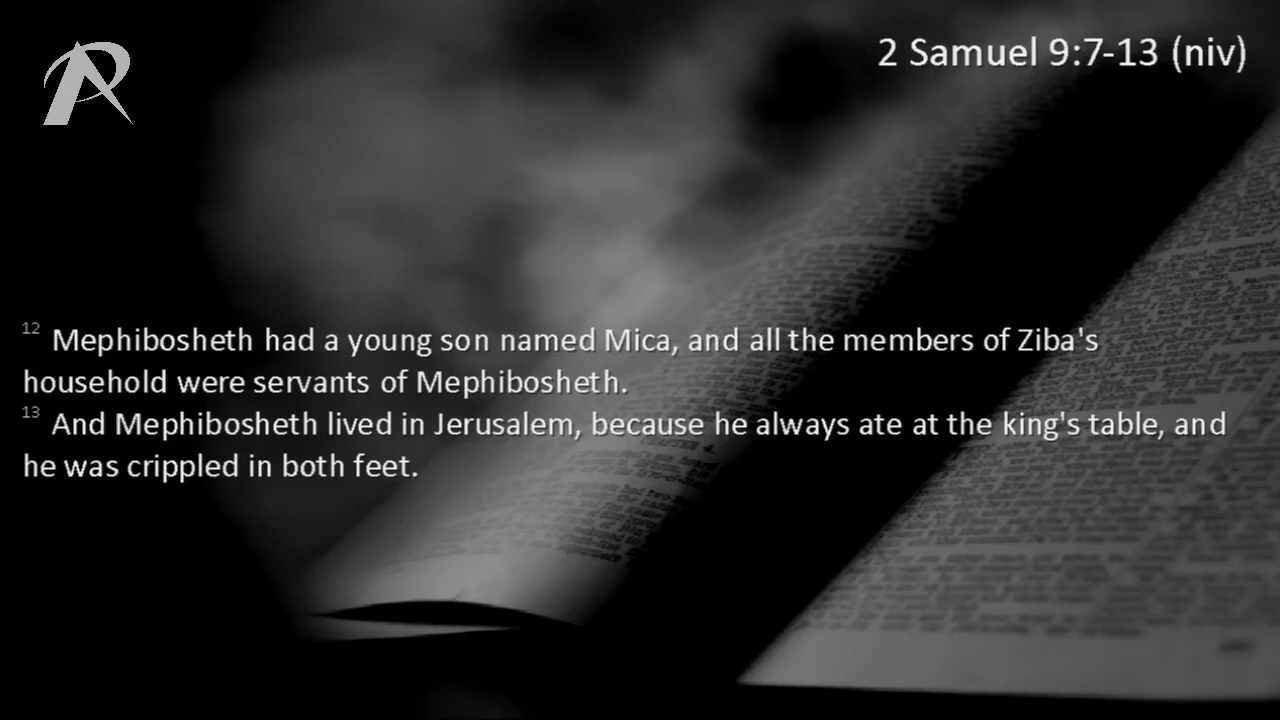 2 Samuel 9:7-13 (niv)
12 Mephibosheth had a young son named Mica, and all the members of Ziba's
household were servants of Mephibosheth.
13 And Mephibosheth lived in Jerusalem, because he always ate at the king's table, and
he was crippled in both feet.